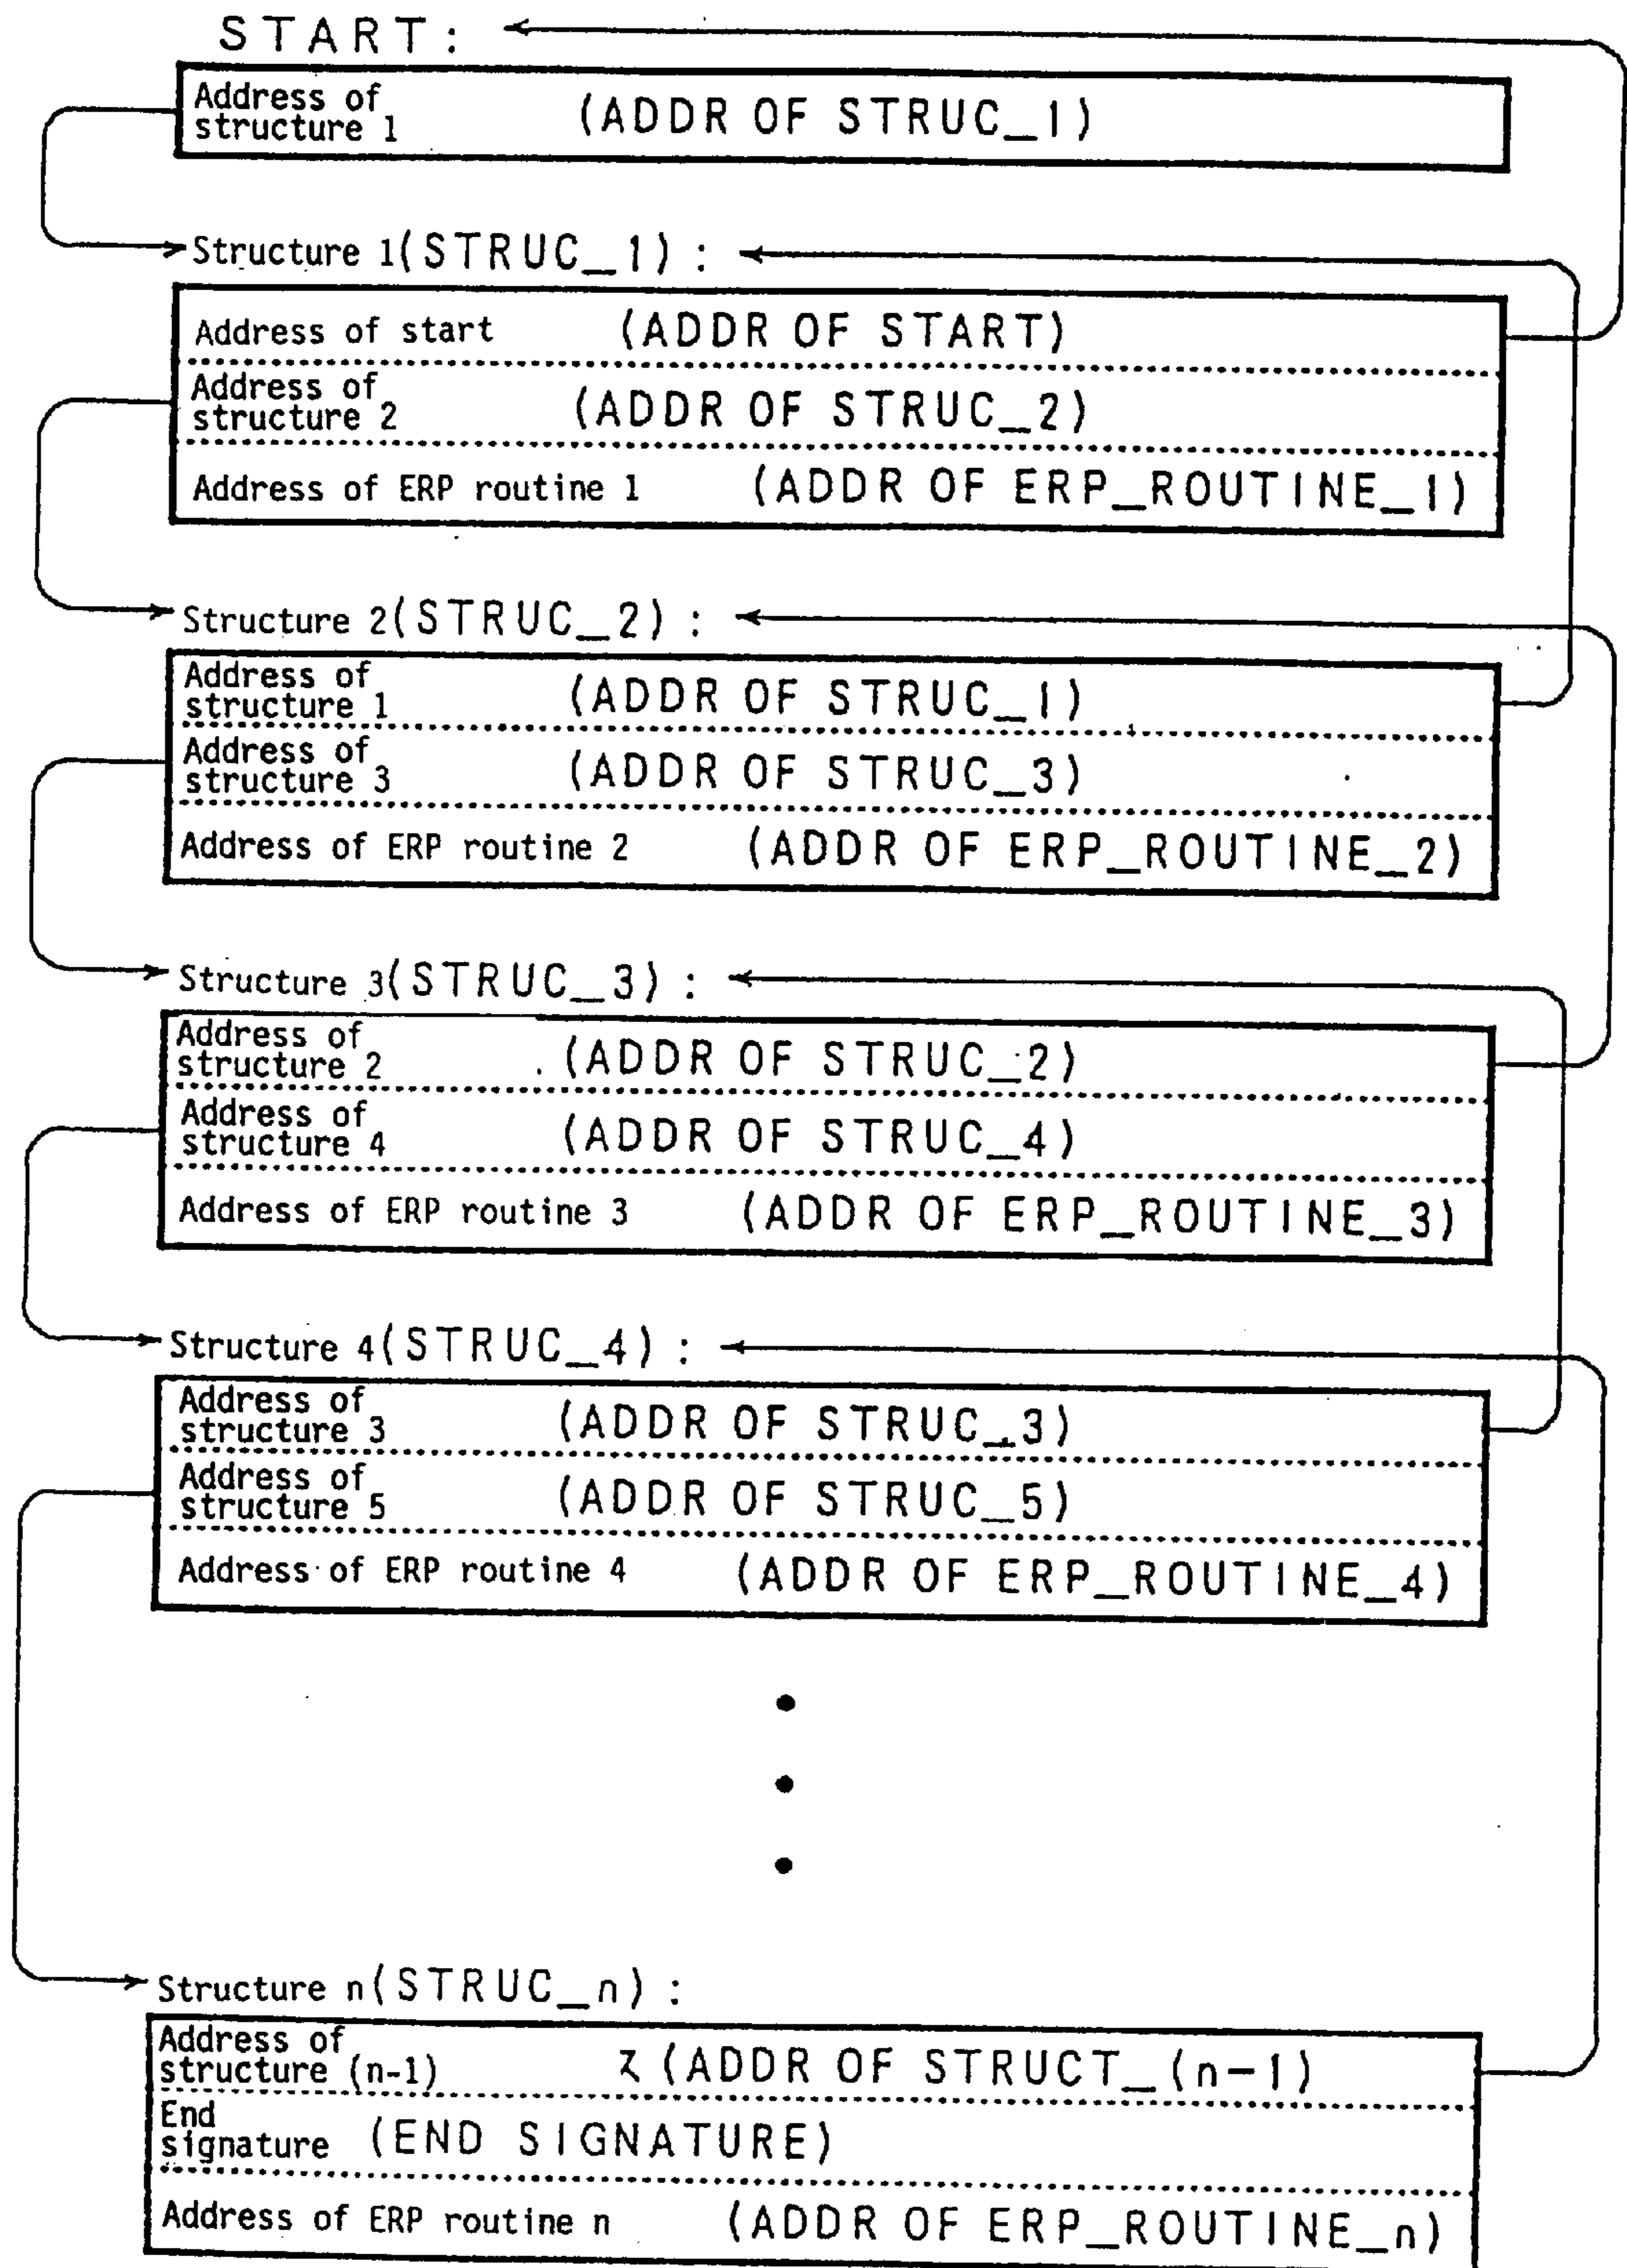 START:
Address of
structure 1 (ADDR OF STRUC_1)
Structure 1(STRUC_1) :
Address of start (ADDR OF START)
Address of
structure 2 (ADDR OF STRUC_2)
Address of ERP routine 1 (ADDR OF ERP_ROUTINE_1)
Structure 2(STRUC_2) :
Address of
structure 1 (ADDR OF STRUC_1)
Address of
structure 3 (ADDR OF STRUC_3)
Address of ERP routine 2 (ADDR OF ERP_ROUTINE_2)
Structure 3(STRUC_3) :
Address of
structure 2 (ADDR OF STRUC_2)
Address of
structure 4 (ADDR OF STRUC_4)
Address of ERP routine 3 (ADDR OF ERP_ROUTINE_3)
Structure 4(STRUC_4) :
Address of
structure 3 (ADDR OF STRUC_3)
Address of
structure 5 (ADDR OF STRUC_5)
Address of ERP routine 4 (ADDR OF ERP_ROUTINE_4)
Structure n(STRUC_n) :
Address of
structure (n-1) (ADDR OF STRUCT_(n-1)
End
signature (END SIGNATURE)
Address of ERP routine n (ADDR OF ERP_ROUTINE_n)